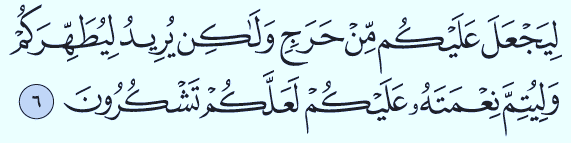 لِيَجْعَلَ عَلَيْكُم مِّنْ حَرَجٍ وَلَٰكِن يُرِيدُ لِيُطَهِّرَكُمْ
وَلِيُتِمَّ نِعْمَتَهُۥ عَلَيْكُمْ لَعَلَّكُمْ تَشْكُرُونَ ٦